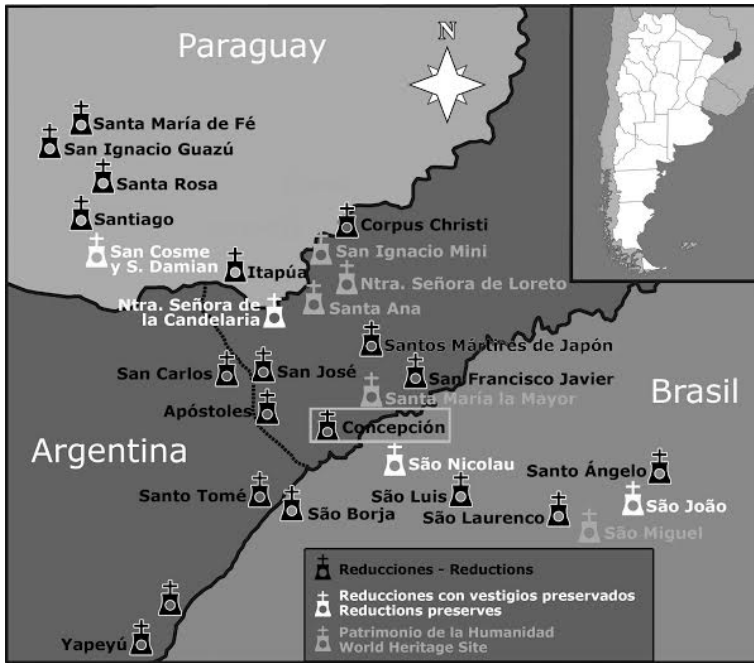 Paraguay
N
Santa María de Fé
San Ignacio Guazú
Santa Rosa
Santiago
Corpus Christi
San Cosme
y S. Damian
San Ignacio Mini
Itapúa
Ntra. Señora de Loreto
Ntra. Señora de
la Candelaria
Santa Ana
Santos Mártires de Japón
San Carlos
San José
San Francisco Javier
Brasil
Santa María la Mayor
Apóstoles
Concepción
Argentina
São Nicolau
Santo Ángelo
Santo Tomé
São Luis
São João
São Borja
São Laurenco
São Miguel
Yapeyú
Reducciones - Reductions
Reducciones con vestigios preservados
Reductions preserves
Patrimonio de la Humanidad
World Heritage Site